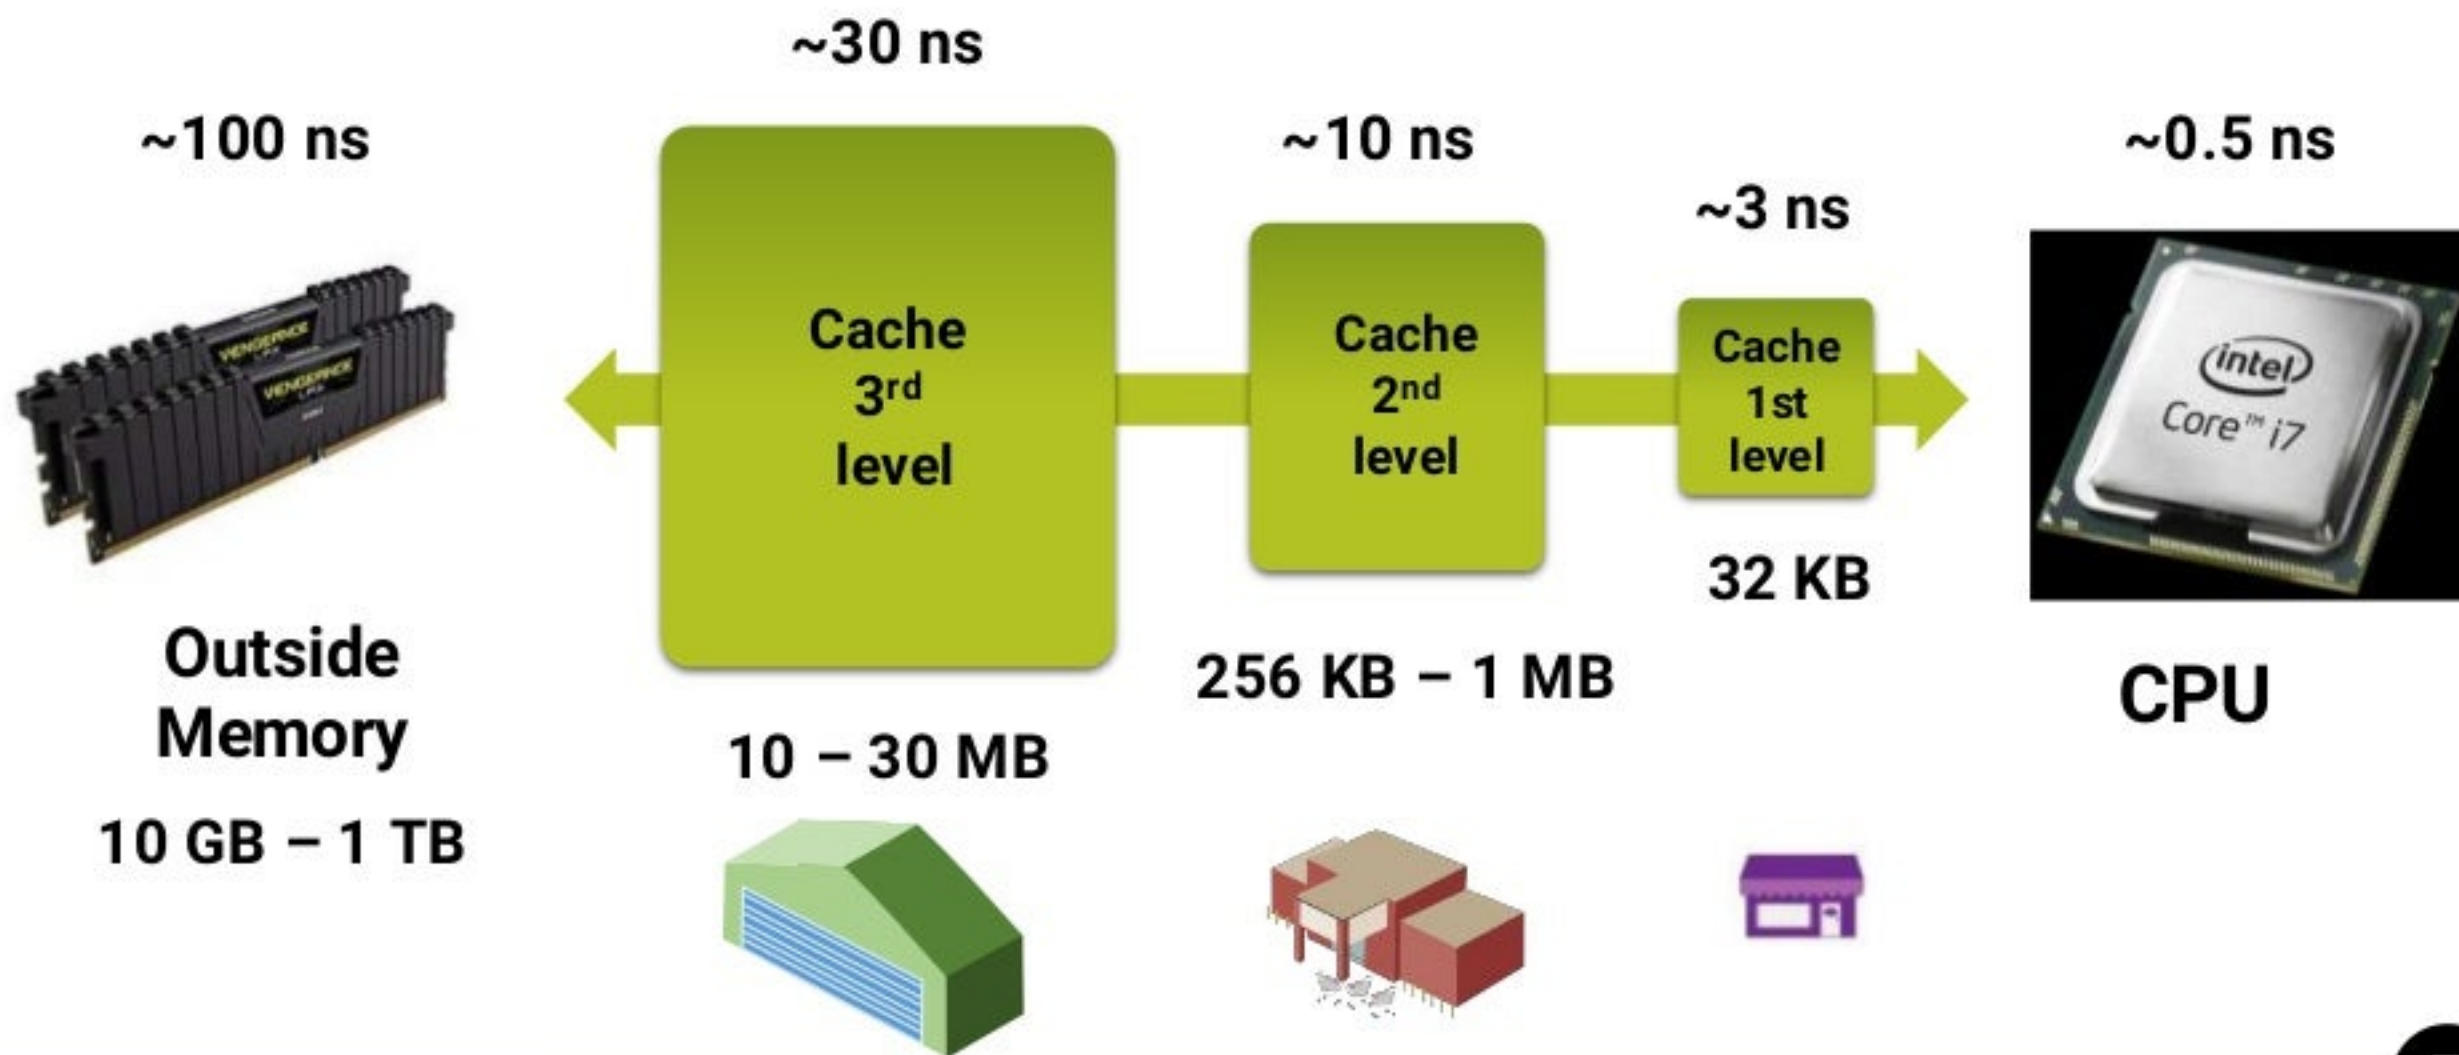 ~30 ns
~100 ns
~10 ns
~0.5 ns
~3 ns
VENGEANCE
VENGEANCE
Cache
3rd
level
Cache
2nd
level
Cache
1st
level
intel
Core™ i7
32 KB
Outside
Memory
256 KB – 1 MB
CPU
10 – 30 MB
10 GB – 1 TB